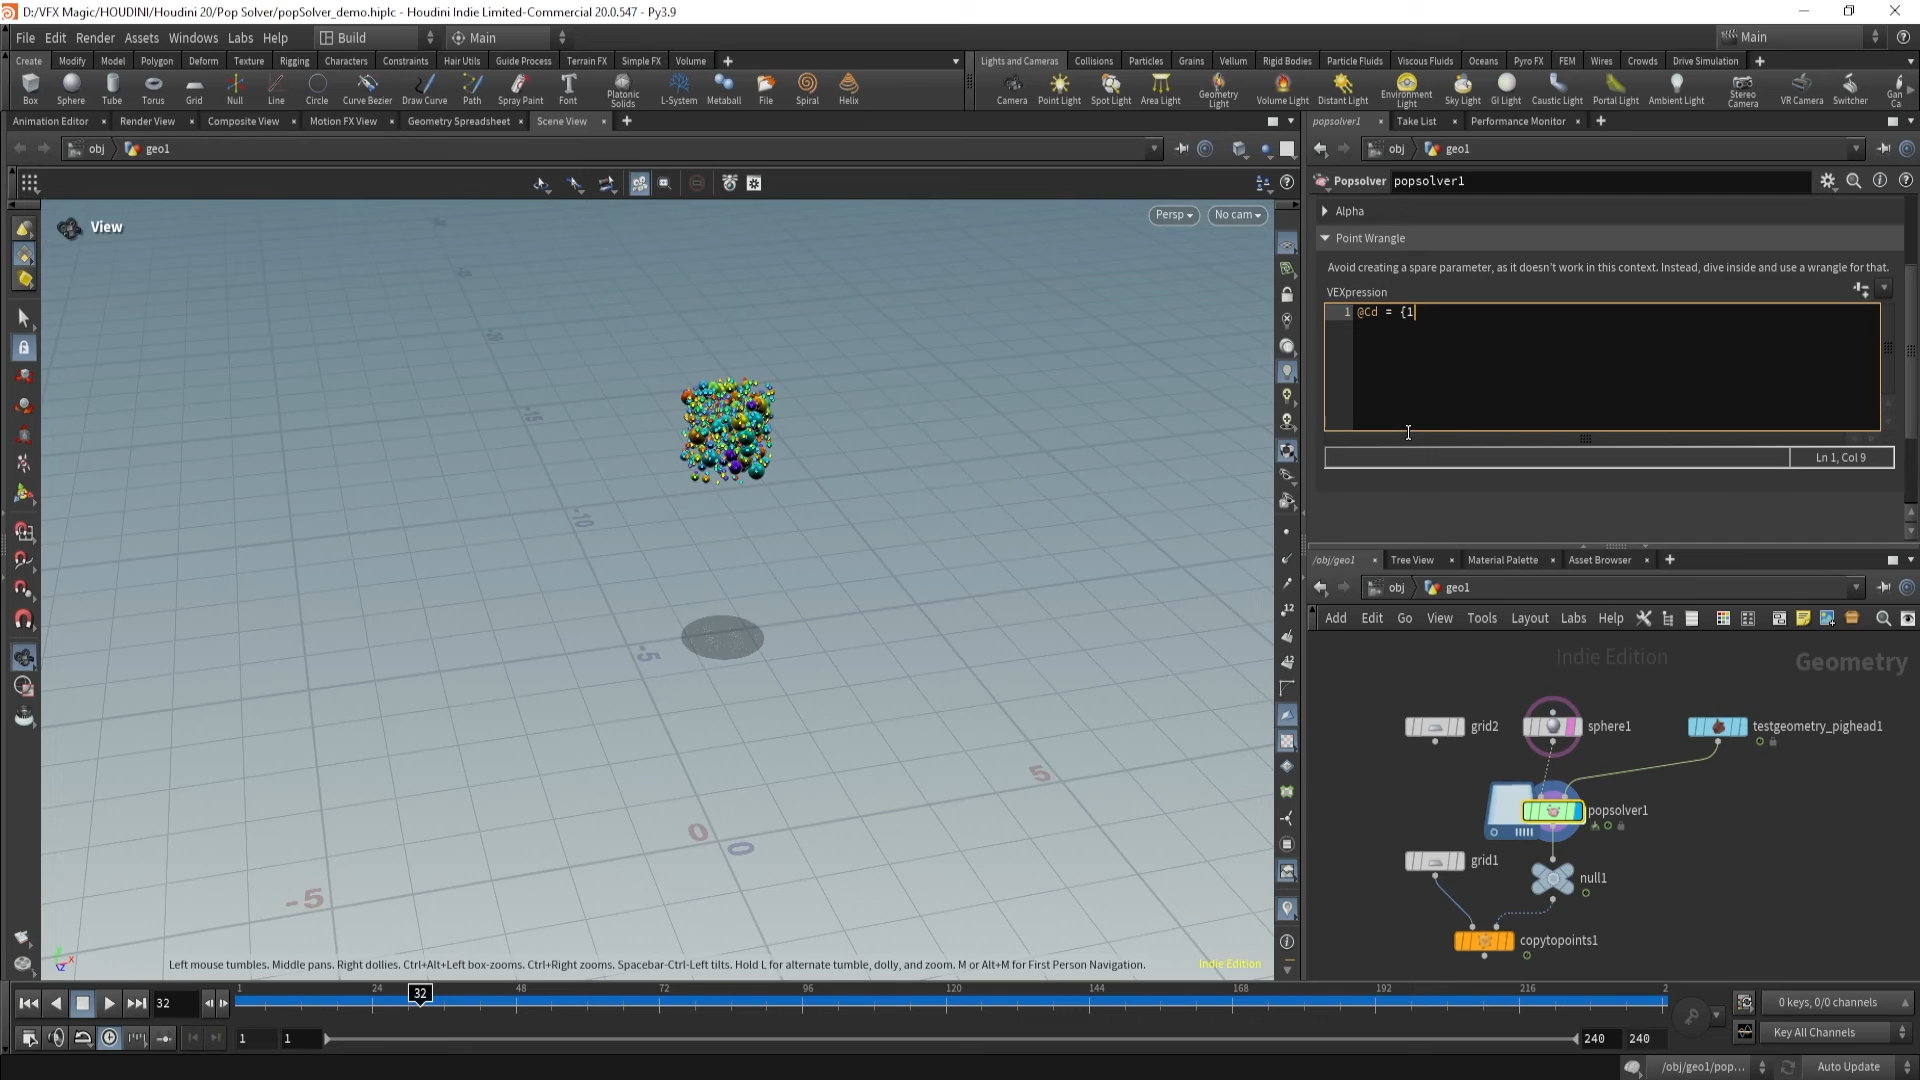 D:/VFX Magic/HOUDINI/Houdini 20/Pop Solver/popSolver_demo.hiplc - Houdini Indie Limited-Commercial 20.0.547 - Py3.9
File Edit Render Assets Windows Labs Help Build Main Main
Create Modify Model Polygon Deform Texture Rigging Characters Constraints Hair Utils Guide Process Terrain FX Simple FX Volume
Lights and Cameras Collisions Particles Grains Vellum Rigid Bodies Particle Fluids Viscous Fluids Oceans Pyro FX FEM Wires Crowds Drive Simulation
Box Sphere Tube Torus Grid Null Line Circle Curve Bezier Draw Curve Path Spray Paint Font Platonic Solids L-System Metaball File Spiral Helix
Camera Point Light Spot Light Area Light Geometry Light Volume Light Distant Light Environment Light Sky Light GI Light Caustic Light Portal Light Ambient Light Stereo Camera VR Camera Switcher Gan Ca
Animation Editor Render View Composite View Motion FX View Geometry Spreadsheet Scene View
popsolver1 Take List Performance Monitor
obj geo1
obj geo1
Popsolver popsolver1
View
Persp No cam
Alpha
Point Wrangle
Avoid creating a spare parameter, as it doesn't work in this context. Instead, dive inside and use a wrangle for that.
VEXpression
1 @Cd = {1
Ln 1, Col 9
/obj/geo1 Tree View Material Palette Asset Browser
obj geo1
Add Edit Go View Tools Layout Labs Help
Indie Edition
Geometry
grid2 sphere1 testgeometry_pighead1
popsolver1
grid1
null1
copytopoints1
-15
-10
-5
5
0
0
-5
12
12
Left mouse tumbles. Middle pans. Right dollies. Ctrl+Alt+Left box-zooms. Ctrl+Right zooms. Spacebar-Ctrl-Left tilts. Hold L for alternate tumble, dolly, and zoom. M or Alt+M for First Person Navigation.
Indie Edition
32 1 24 32 48 72 96 120 144 168 192 216 2
0 keys, 0/0 channels
1 1 240 240
Key All Channels
/obj/geo1/pop... Auto Update